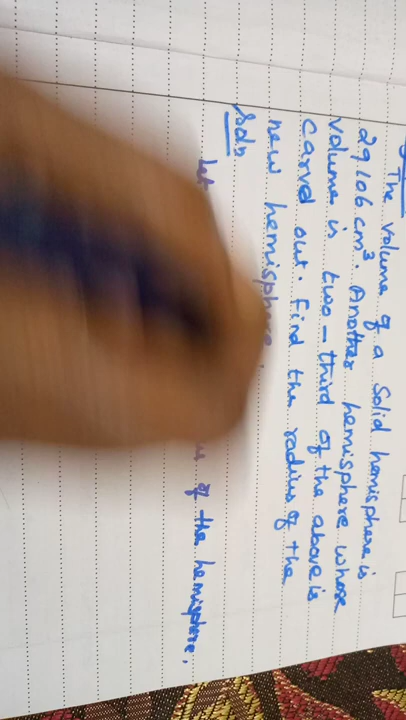 The volume of a solid hemisphere is
29106 cm³. Another hemisphere whose
volume is two-third of the above is
carved out. Find the radius of the
new hemisphere.
Soln
Let of the hemisphere.